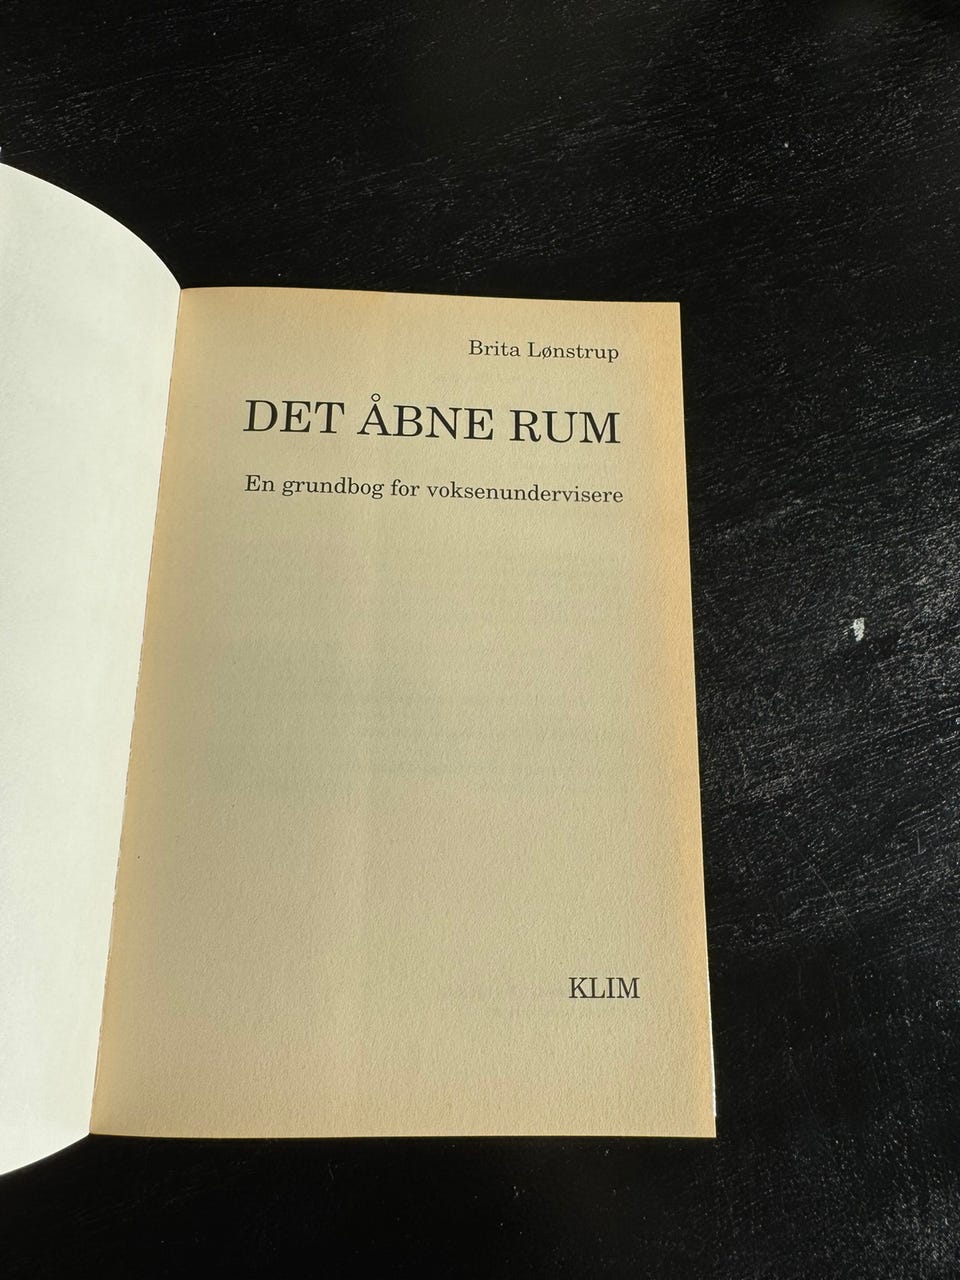 Brita Lønstrup
DET ÅBNE RUM
En grundbog for voksenundervisere
KLIM